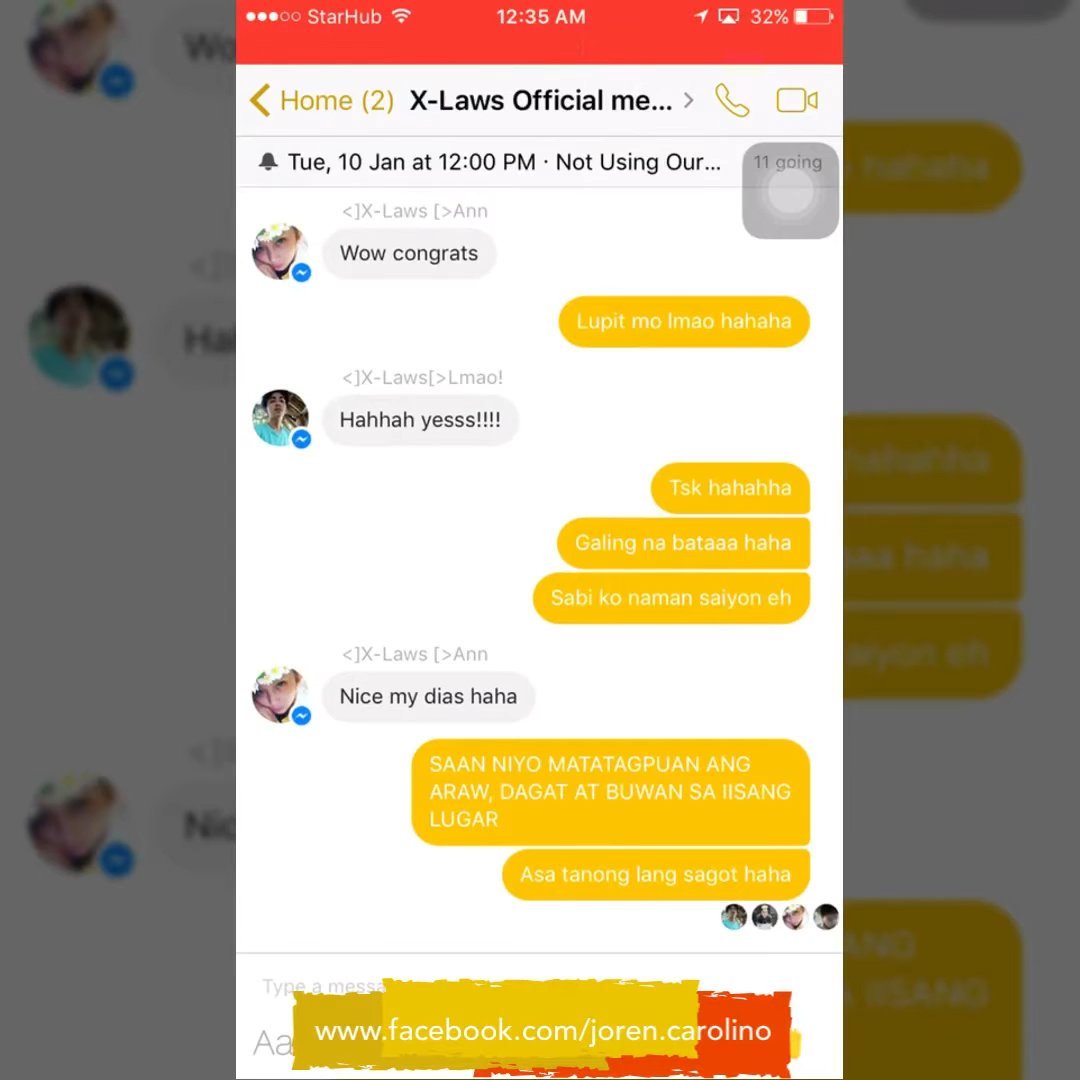 StarHub
12:35 AM
32%
Home (2)
X-Laws Official me...
Tue, 10 Jan at 12:00 PM · Not Using Our...
11 going
<]X-Laws [>Ann
Wow congrats
Lupit mo lmao hahaha
<]X-Laws[>Lmao!
Hahhah yesss!!!!
Tsk hahahha
Galing na bataaa haha
Sabi ko naman saiyon eh
<]X-Laws [>Ann
Nice my dias haha
SAAN NIYO MATATAGPUAN ANG
ARAW, DAGAT AT BUWAN SA IISANG
LUGAR
Asa tanong lang sagot haha
Type a messa
Aa
www.facebook.com/joren.carolino